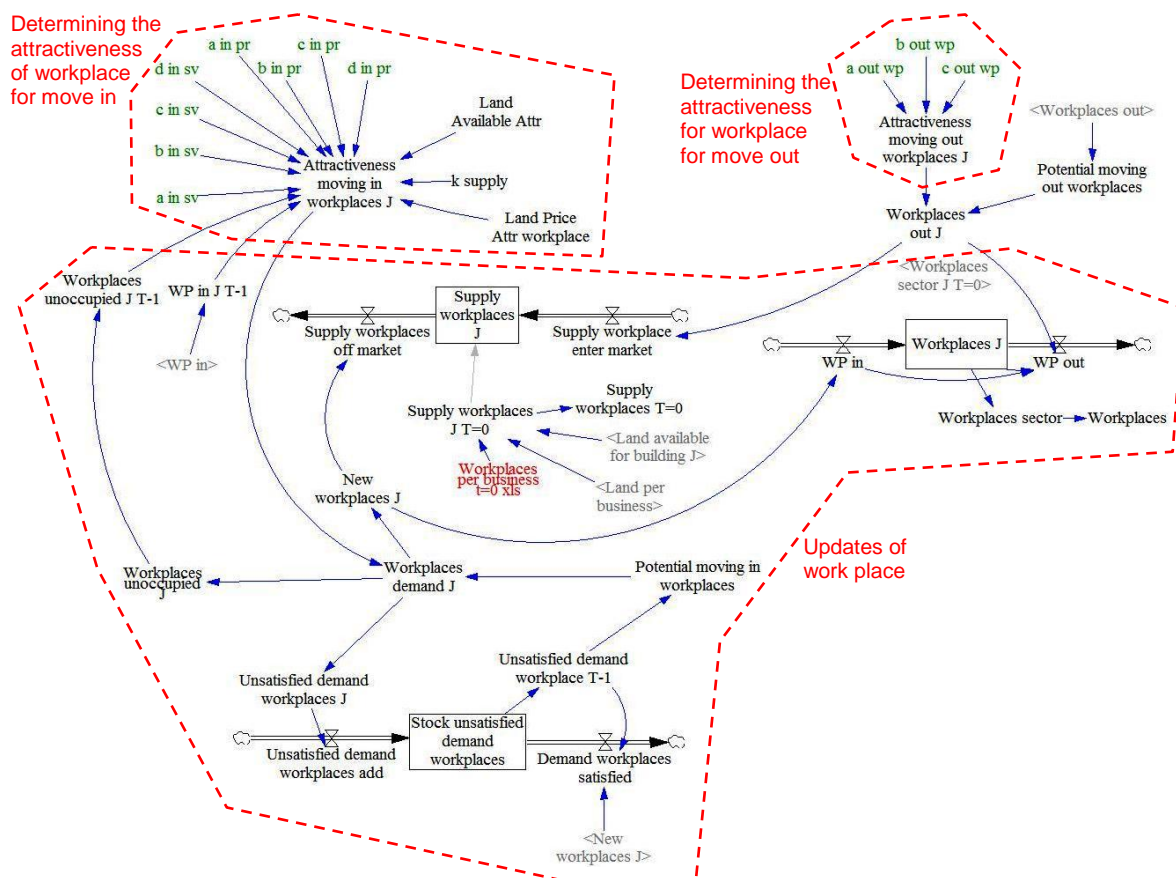 Determining the
attractiveness
of workplace
for move in
a in pr
c in pr
d in sv
b in pr
d in pr
c in sv
b in sv
a in sv
Land
Available Attr
Attractiveness
moving in
workplaces J
k supply
Land Price
Attr workplace
Determining the
attractiveness
for workplace
for move out
b out wp
a out wp
c out wp
Attractiveness
moving out
workplaces J
<Workplaces out>
Potential moving
out workplaces
Workplaces
out J
Workplaces
unoccupied J T-1
WP in J T-1
<WP in>
Supply workplaces
off market
Supply
workplaces
J
Supply workplace
enter market
<Workplaces
sector J T=0>
WP in
Workplaces J
WP out
Workplaces sector
Workplaces
Supply workplaces
J T=0
Supply
workplaces T=0
<Land available
for building J>
<Land per
business>
Workplaces
per business
t=0 xls
New
workplaces J
Workplaces
unoccupied
J
Workplaces
demand J
Potential moving in
workplaces
Updates of
work place
Unsatisfied demand
workplaces J
Unsatisfied demand
workplace T-1
Unsatisfied demand
workplaces add
Stock unsatisfied
demand
workplaces
Demand workplaces
satisfied
<New
workplaces J>